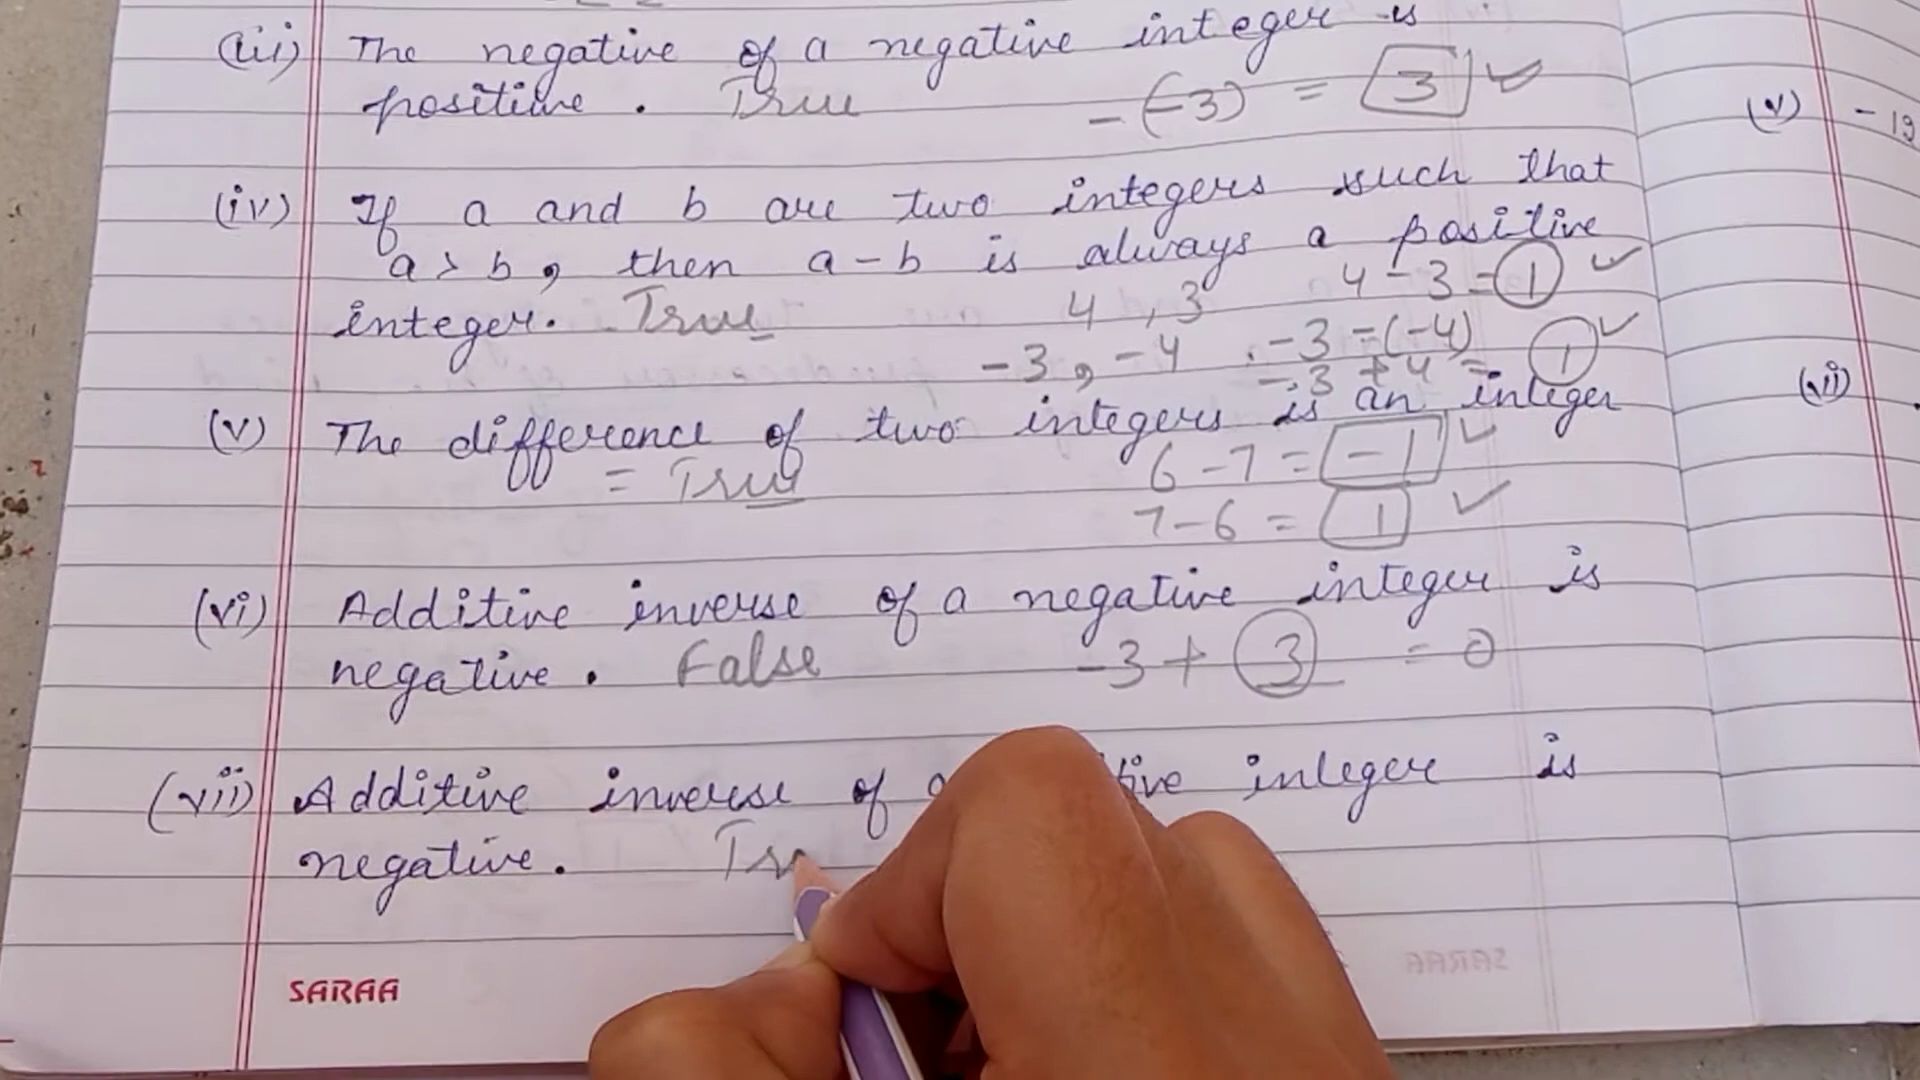 (iii) The negative of a negative integer is
positive. True -(-3) = 3 ✓
(v) -19
(iv) If a and b are two integers such that
a > b, then a-b is always a positive
integer. True 4, 3 4-3=1 ✓
-3, -4 -3-(-4)
-3+4 = 1 ✓
(vii)
(v) The difference of two integers is an integer
= True 6-7 = -1 ✓
7-6 = 1 ✓
(vi) Additive inverse of a negative integer is
negative. False -3+3 = 0
(vii) Additive inverse of integer is
negative.
SARAA